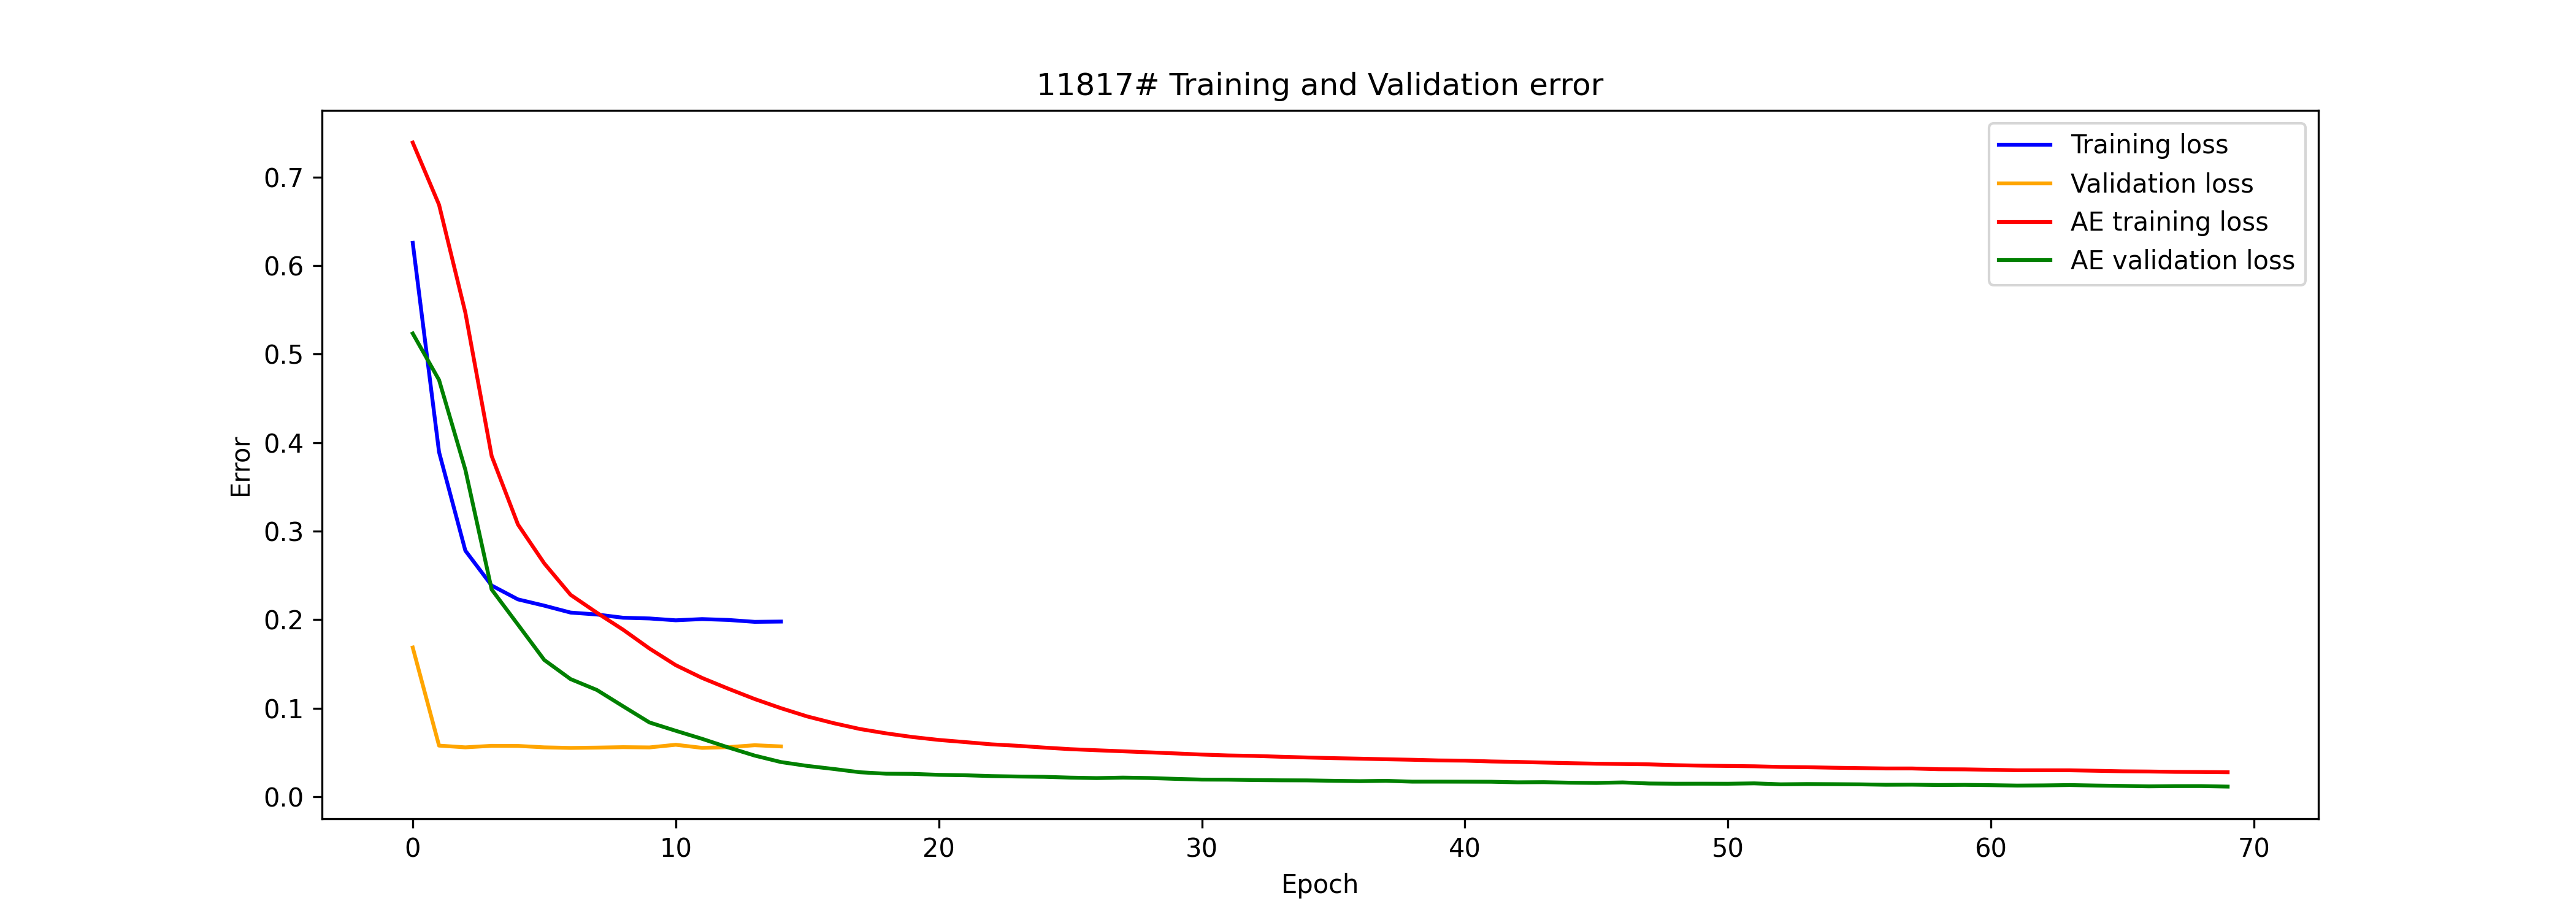 11817# Training and Validation error
Training loss
Validation loss
AE training loss
AE validation loss
Error
0.7
0.6
0.5
0.4
0.3
0.2
0.1
0.0
0 10 20 30 40 50 60 70
Epoch